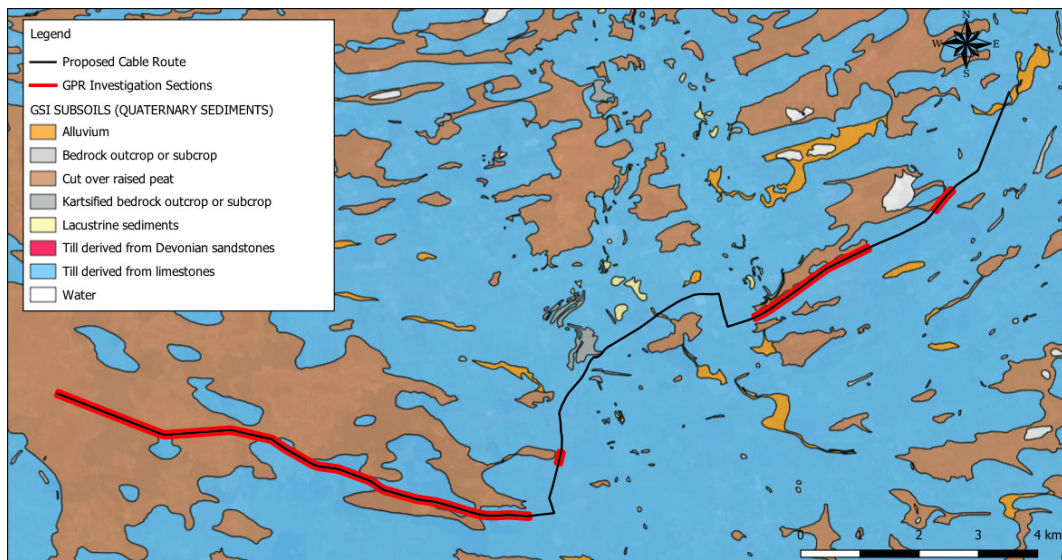 Legend
Proposed Cable Route
GPR Investigation Sections
GSI SUBSOILS (QUATERNARY SEDIMENTS)
Alluvium
Bedrock outcrop or subcrop
Cut over raised peat
Kartsified bedrock outcrop or subcrop
Lacustrine sediments
Till derived from Devonian sandstones
Till derived from limestones
Water
N
W E
S
0 1 2 3 4 km